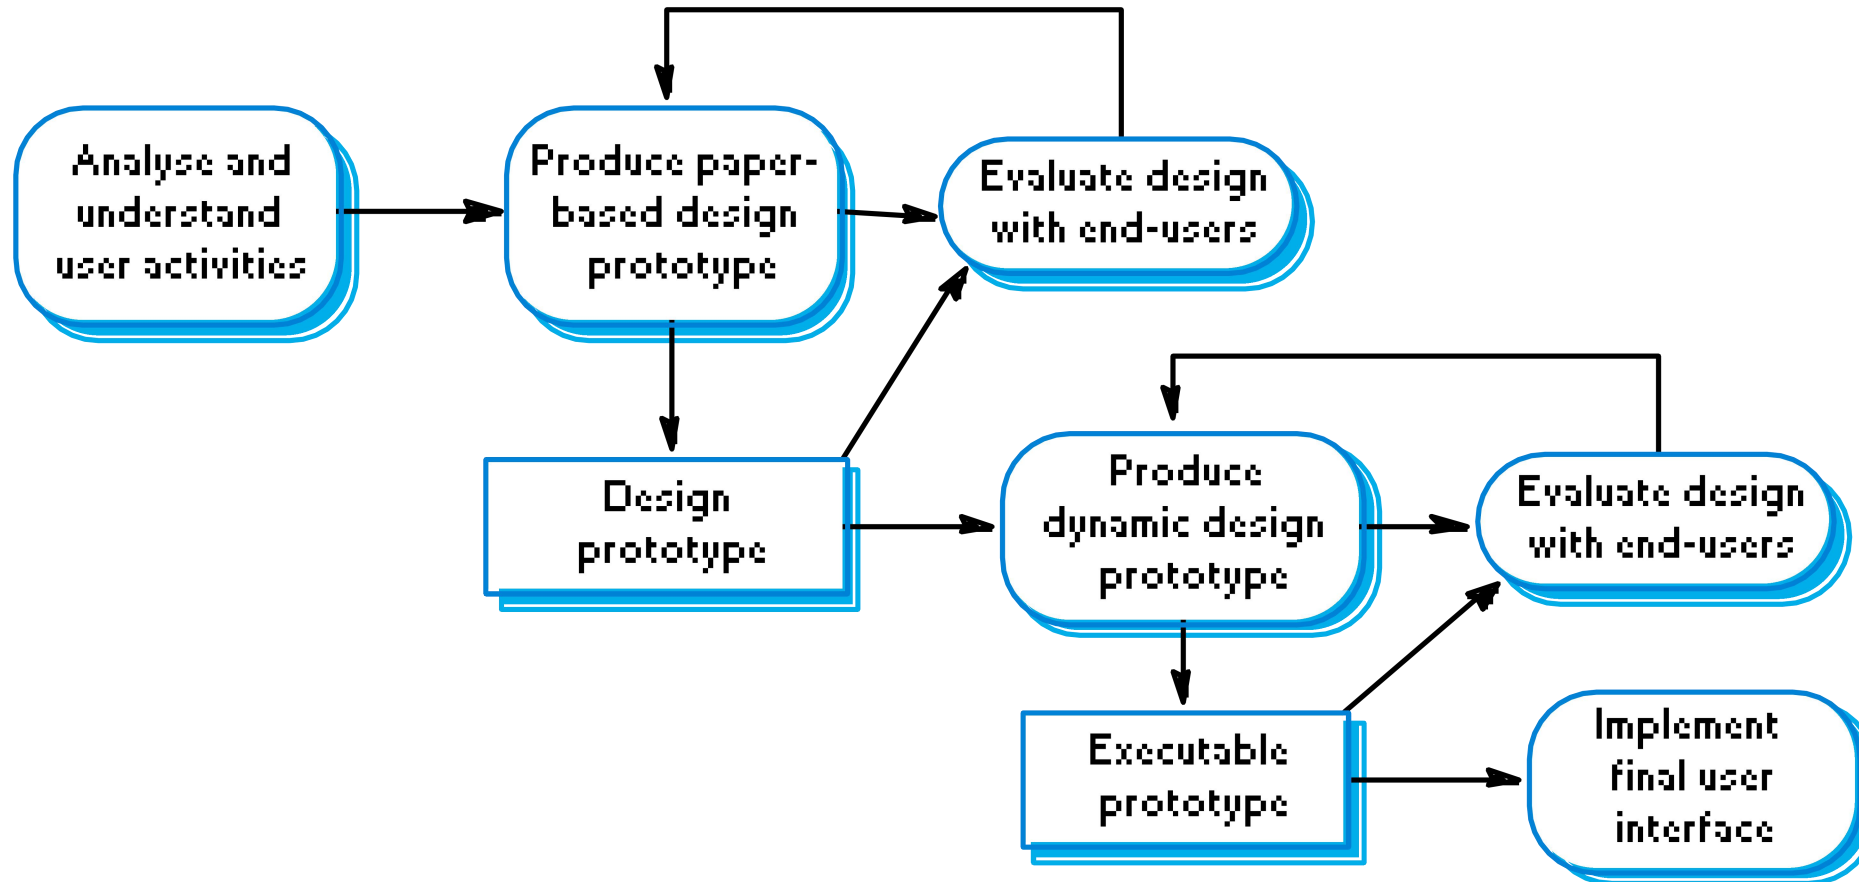 Analyse and
understand
user activities
Produce paper-
based design
prototype
Evaluate design
with end-users
Design
prototype
Produce
dynamic design
prototype
Evaluate design
with end-users
Executable
prototype
Implement
final user
interface